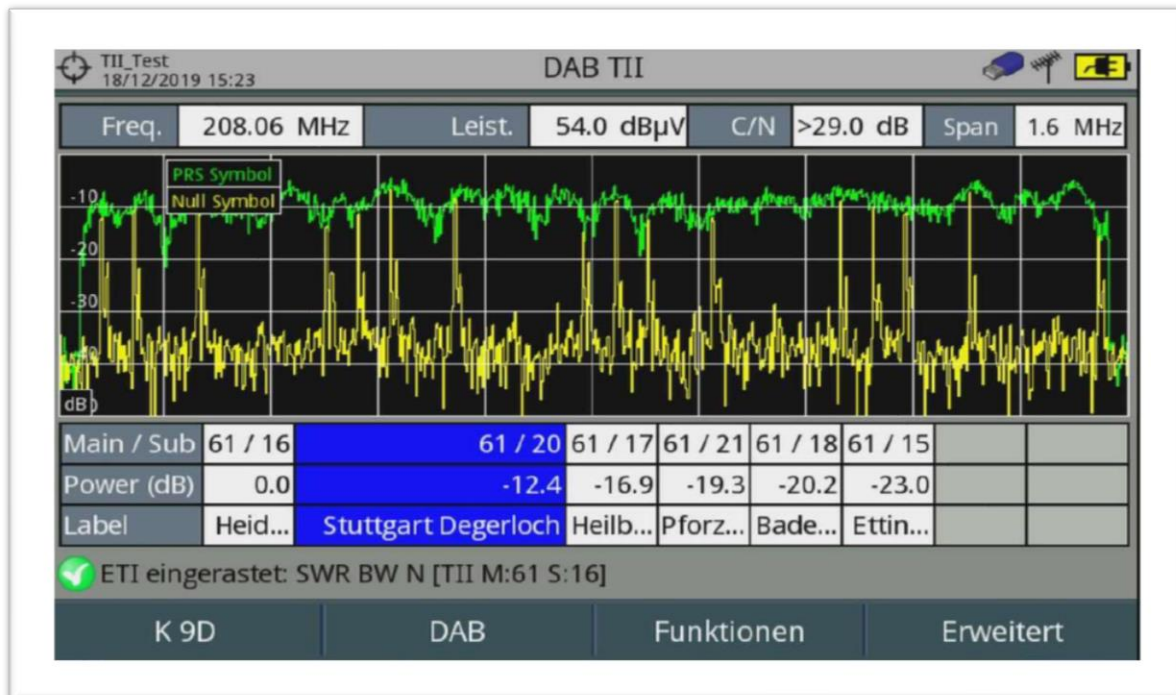 TII_Test
18/12/2019 15:23
DAB TII
Freq. 208.06 MHz Leist. 54.0 dBµV C/N >29.0 dB Span 1.6 MHz
PRS Symbol
Null Symbol
-10
-20
-30
dB)
Main / Sub 61 / 16 61 / 20 61 / 17 61 / 21 61 / 18 61 / 15
Power (dB) 0.0 -12.4 -16.9 -19.3 -20.2 -23.0
Label Heid... Stuttgart Degerloch Heilb... Pforz... Bade... Ettin...
ETI eingerastet: SWR BW N [TII M:61 S:16]
K 9D DAB Funktionen Erweitert